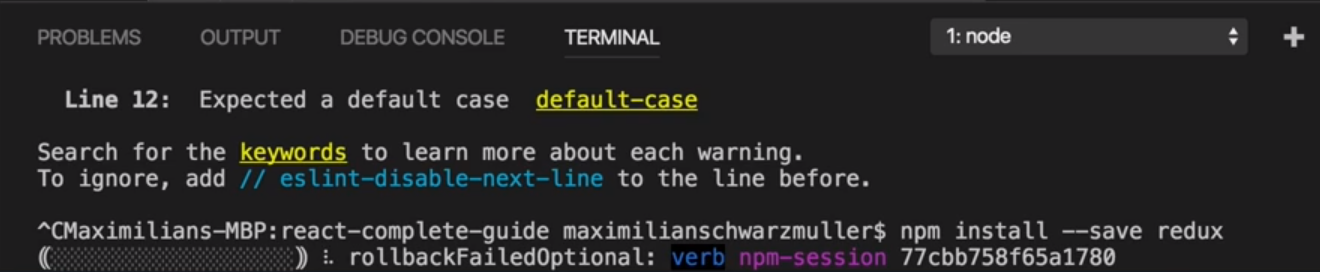 PROBLEMS OUTPUT DEBUG CONSOLE TERMINAL 1: node
Line 12: Expected a default case default-case
Search for the keywords to learn more about each warning.
To ignore, add // eslint-disable-next-line to the line before.
^CMaximilians-MBP:react-complete-guide maximilianschwarzmuller$ npm install --save redux
(░░░░░░░░░░░░░░░░░░) ⠧ rollbackFailedOptional: verb npm-session 77cbb758f65a1780